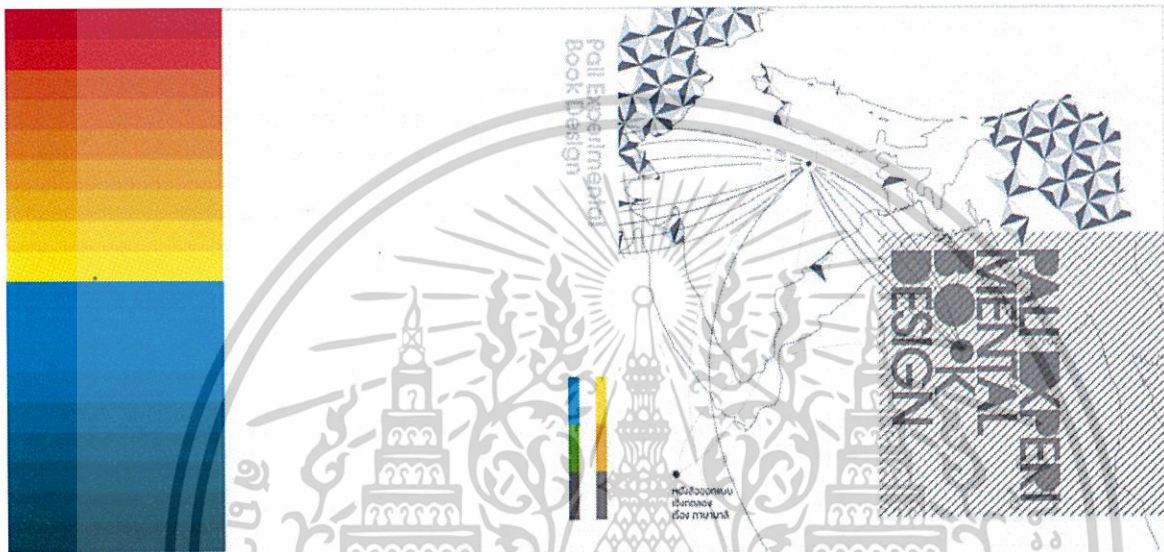 Pali Experimental
Book Design
PALI EXPERI
MENTAL
BOOK
DESIGN
หนังสือออกแบบ
เชิงทดลอง
เรื่อง ภาษาบาลี